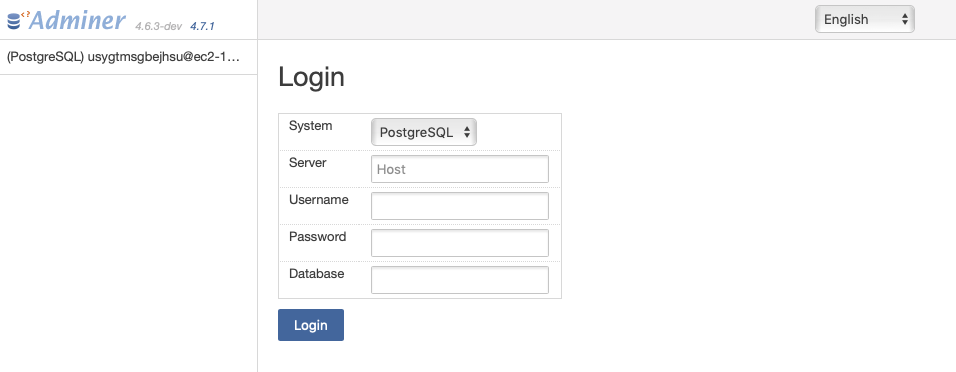 Adminer 4.6.3-dev 4.7.1
English
(PostgreSQL) usygtmsgbejhsu@ec2-1...
Login
System PostgreSQL
Server Host
Username
Password
Database
Login